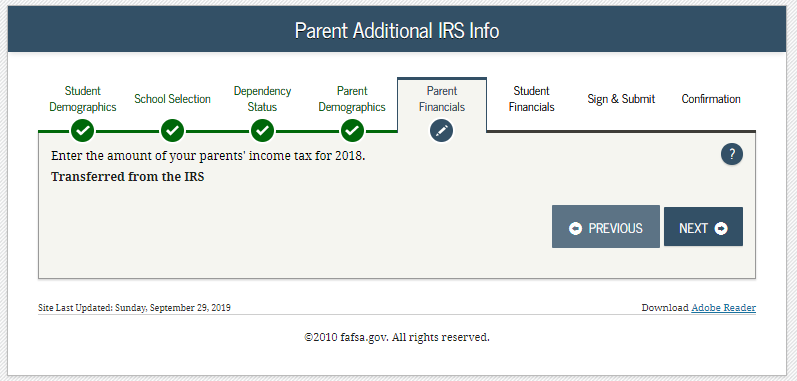 Parent Additional IRS Info
Student
Demographics
School Selection
Dependency
Status
Parent
Demographics
Parent
Financials
Student
Financials
Sign & Submit
Confirmation
Enter the amount of your parents' income tax for 2018.
?
Transferred from the IRS
PREVIOUS
NEXT
Site Last Updated: Sunday, September 29, 2019
Download Adobe Reader
©2010 fafsa.gov. All rights reserved.